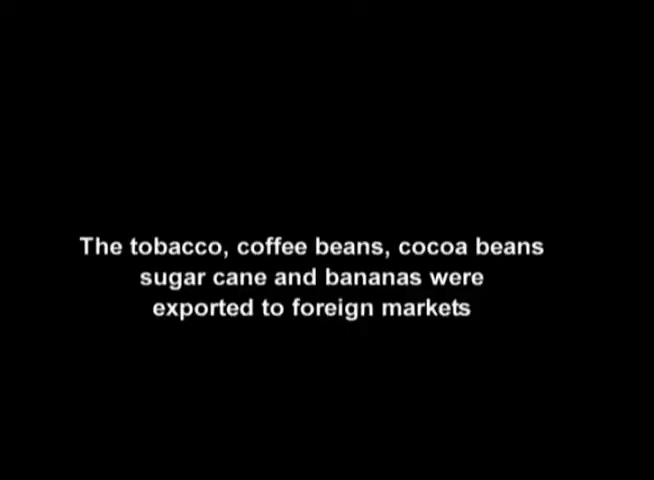 The tobacco, coffee beans, cocoa beans
sugar cane and bananas were
exported to foreign markets